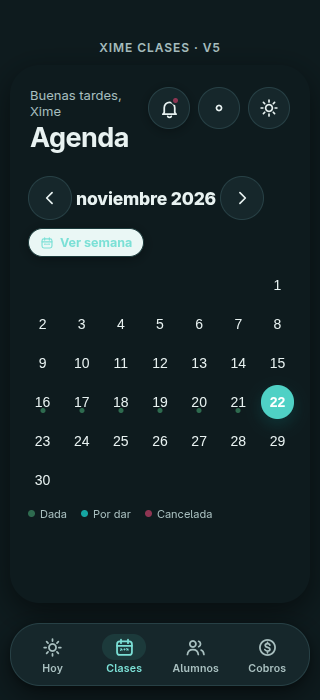 XIME CLASES · V5
Buenas tardes,
Xime
Agenda
noviembre 2026
Ver semana
1
2 3 4 5 6 7 8
9 10 11 12 13 14 15
16 17 18 19 20 21 22
23 24 25 26 27 28 29
30
Dada Por dar Cancelada
Hoy Clases Alumnos Cobros